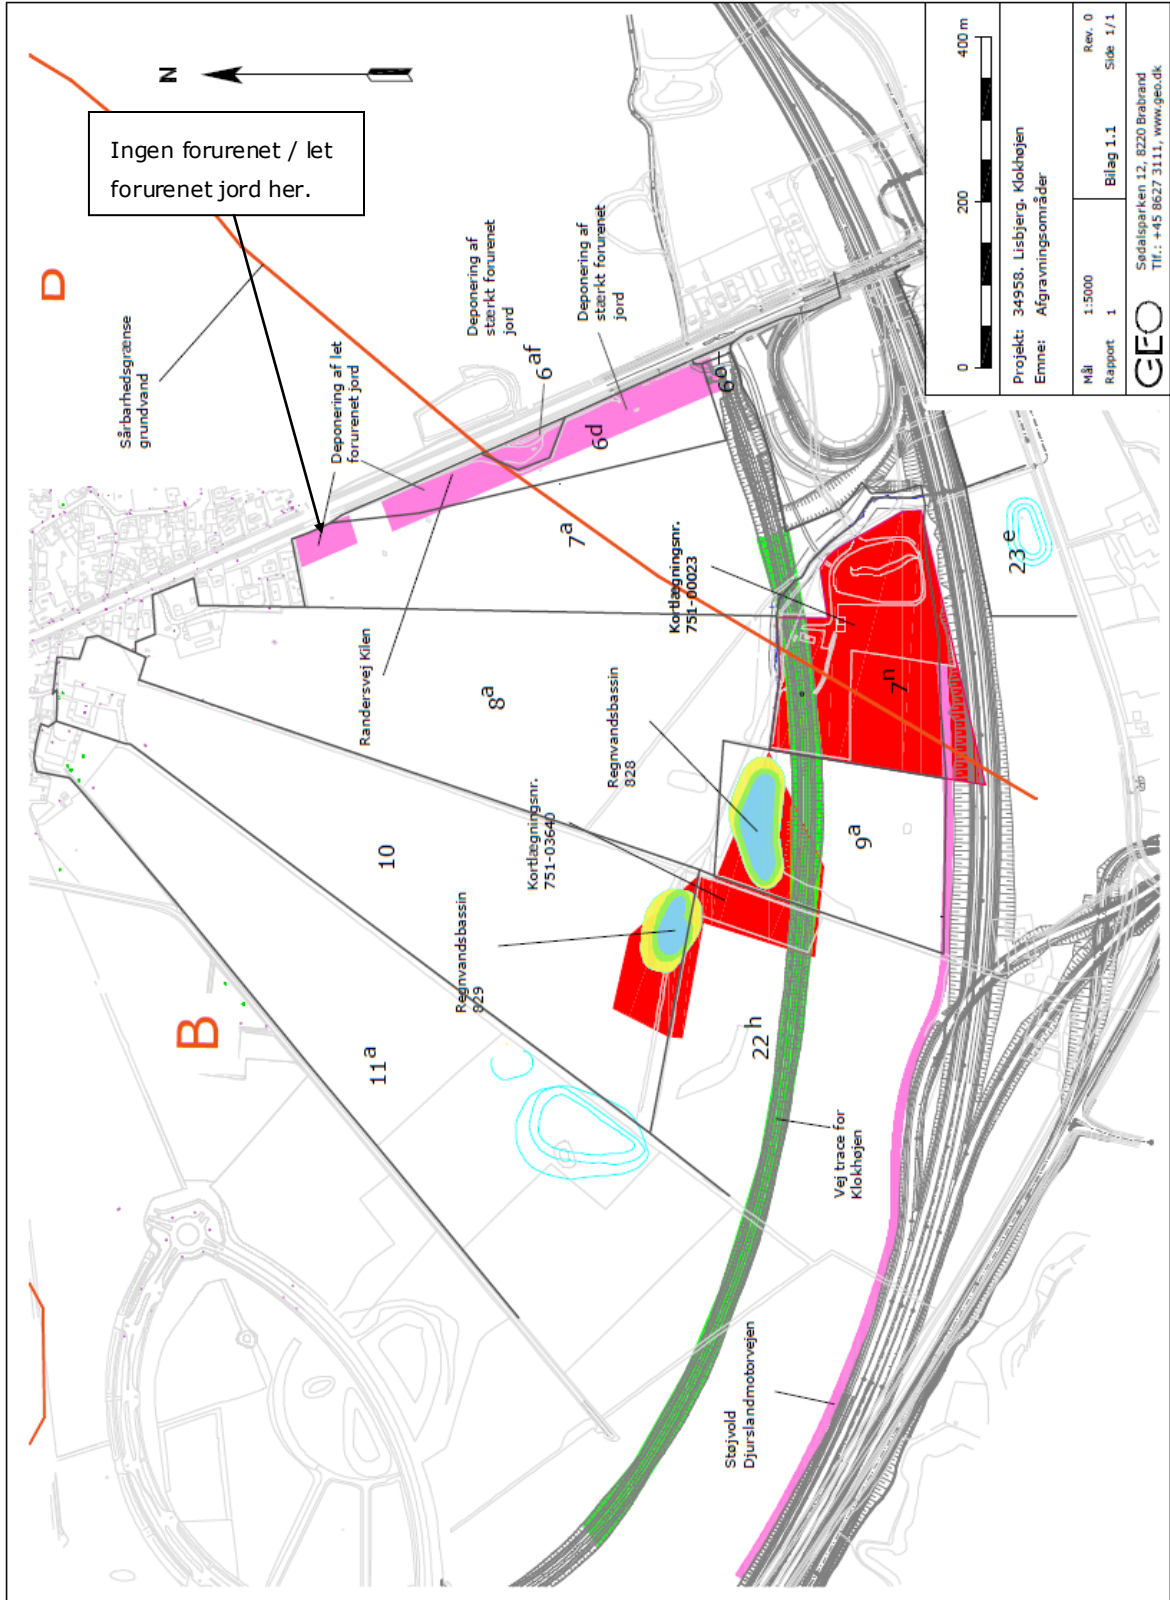 N
Ingen forurenet / let
forurenet jord her.
D
Sårbarhedsgrænse
grundvand
Deponering af let
forurenet jord
Deponering af
stærkt forurenet
jord
Deponering af
stærkt forurenet
jord
6af
6d
6o
7a
Randersvej Kilen
8a
Kortlægningsnr.
751-00023
7n
23e
Regnvandsbassin
828
Kortlægningsnr.
751-03640
9a
10
Regnvandsbassin
829
B
11a
22h
Vej trace for
Klokhøjen
Støjvold
Djurslandmotorvejen
0
200
400 m
Projekt: 34958. Lisbjerg. Klokhøjen
Emne: Afgravningsområder
Mål 1:5000
Rev. 0
Rapport 1
Bilag 1.1
Side 1/1
GEO
Sødalsparken 12, 8220 Brabrand
Tlf.: +45 8627 3111, www.geo.dk